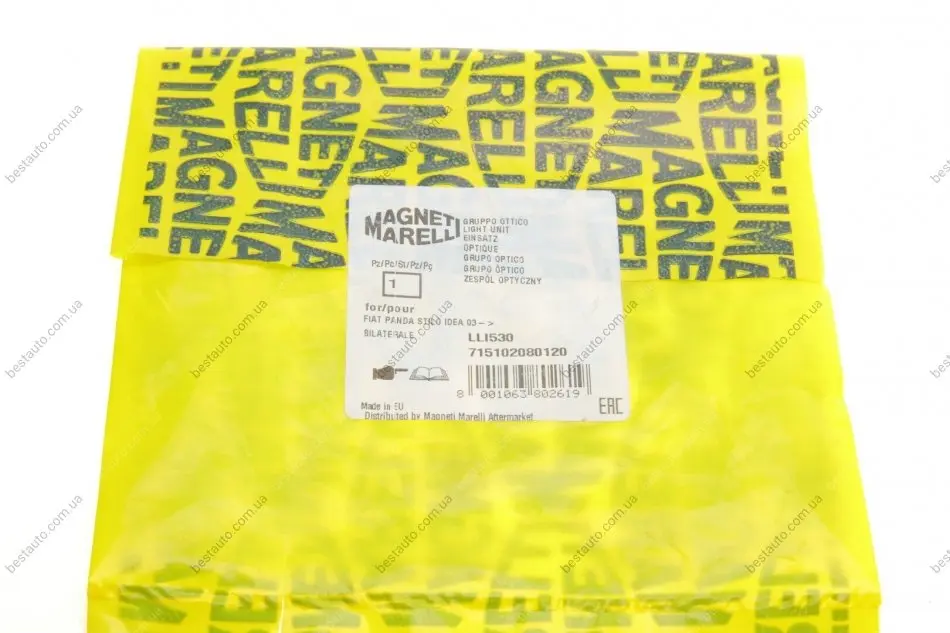 MAGNETI
MARELLI
GRUPPO OTTICO
LIGHT UNIT
EINSATZ
OPTIQUE
GRUPO OPTICO
GRUPO ÓPTICO
ZESPÓL OPTYCZNY
Pz/Pc/St/Pz/Pç
1
for/pour
FIAT PANDA STILO IDEA 03-->
BILATERALE
LLI530
715102080120
8 001063 802619
Made in EU
Distributed by Magneti Marelli Aftermarket
EAC
bestauto.com.ua